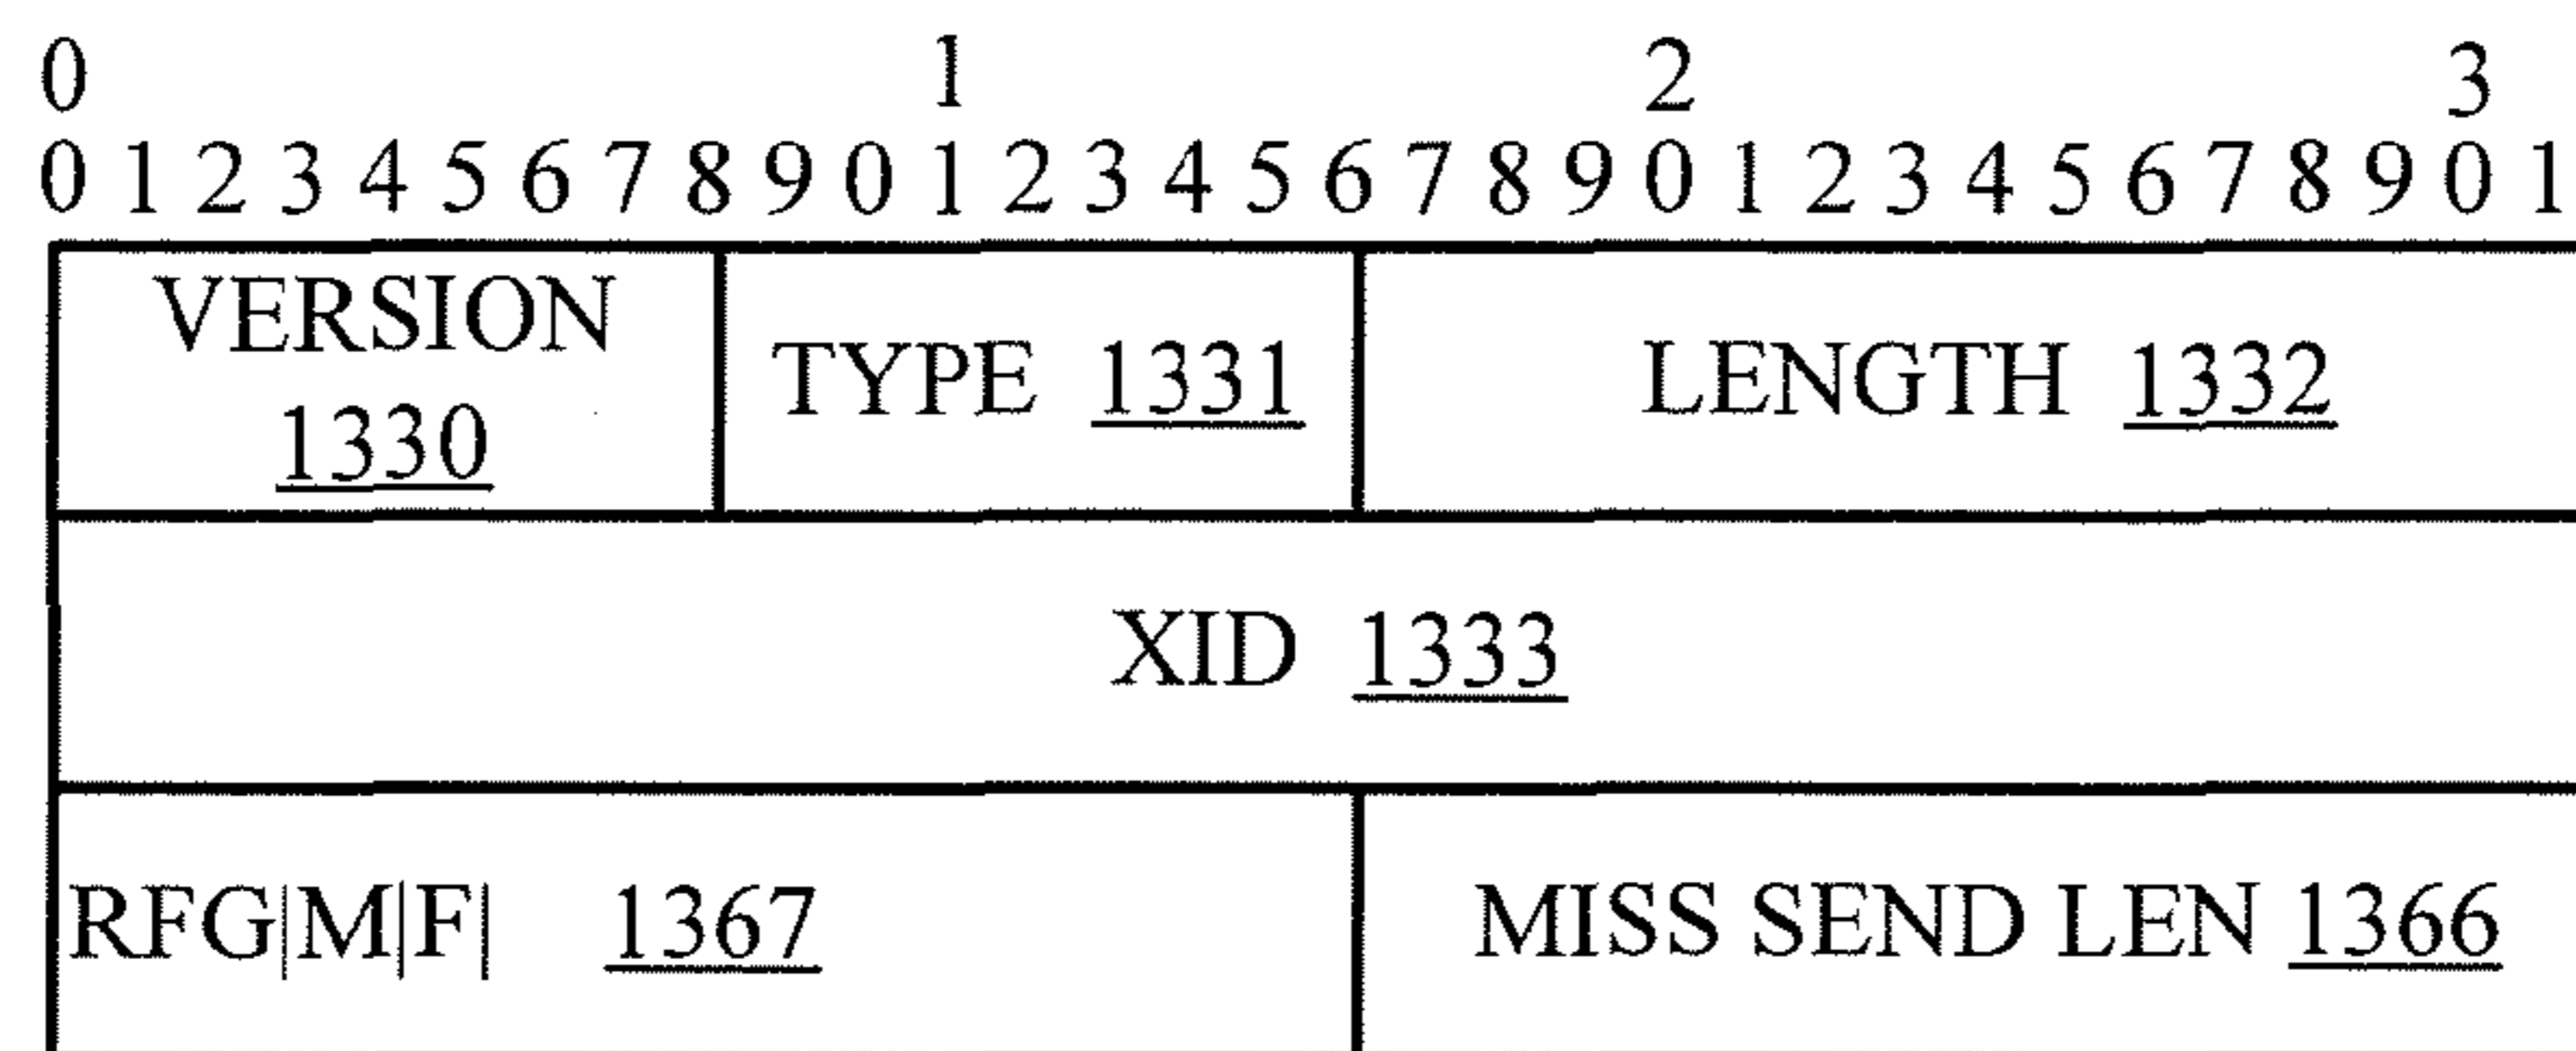 0 1 2 3
0 1 2 3 4 5 6 7 8 9 0 1 2 3 4 5 6 7 8 9 0 1 2 3 4 5 6 7 8 9 0 1
VERSION
1330
TYPE 1331
LENGTH 1332
XID 1333
RFG|M|F| 1367
MISS SEND LEN 1366